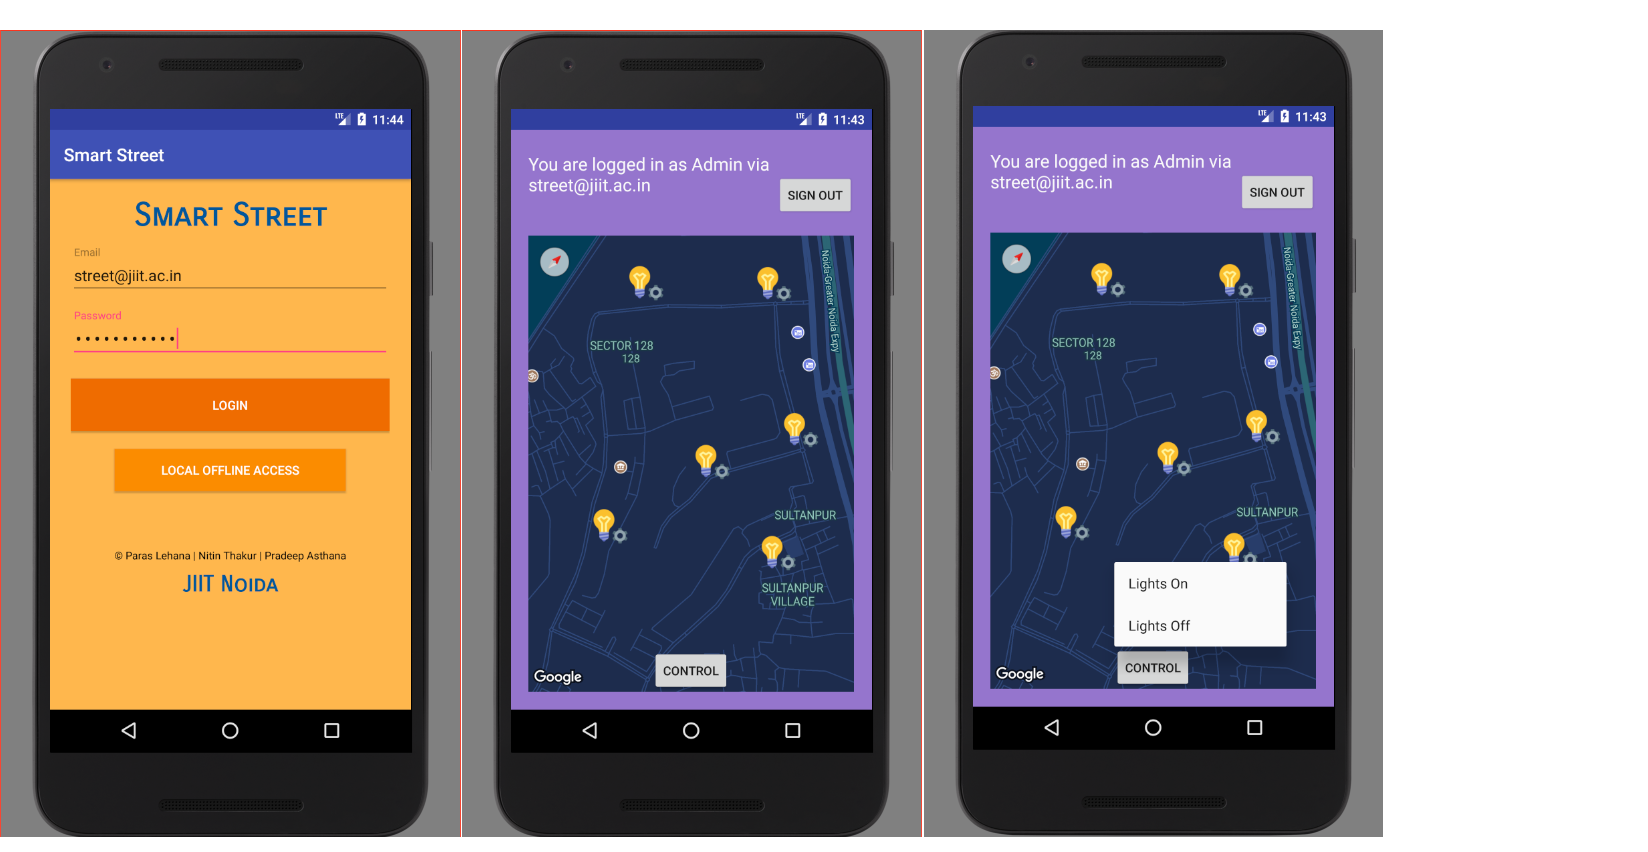 LTE 11:44
Smart Street
SMART STREET
Email
street@jiit.ac.in
Password
•••••••••••
LOGIN
LOCAL OFFLINE ACCESS
© Paras Lehana | Nitin Thakur | Pradeep Asthana
JIIT NOIDA
LTE 11:43
You are logged in as Admin via
street@jiit.ac.in
SIGN OUT
Noida-Greater Noida Expy
SECTOR 128
128
SULTANPUR
SULTANPUR
VILLAGE
Google
CONTROL
LTE 11:43
You are logged in as Admin via
street@jiit.ac.in
SIGN OUT
Noida-Greater Noida Expy
SECTOR 128
128
SULTANPUR
Lights On
Lights Off
Google
CONTROL